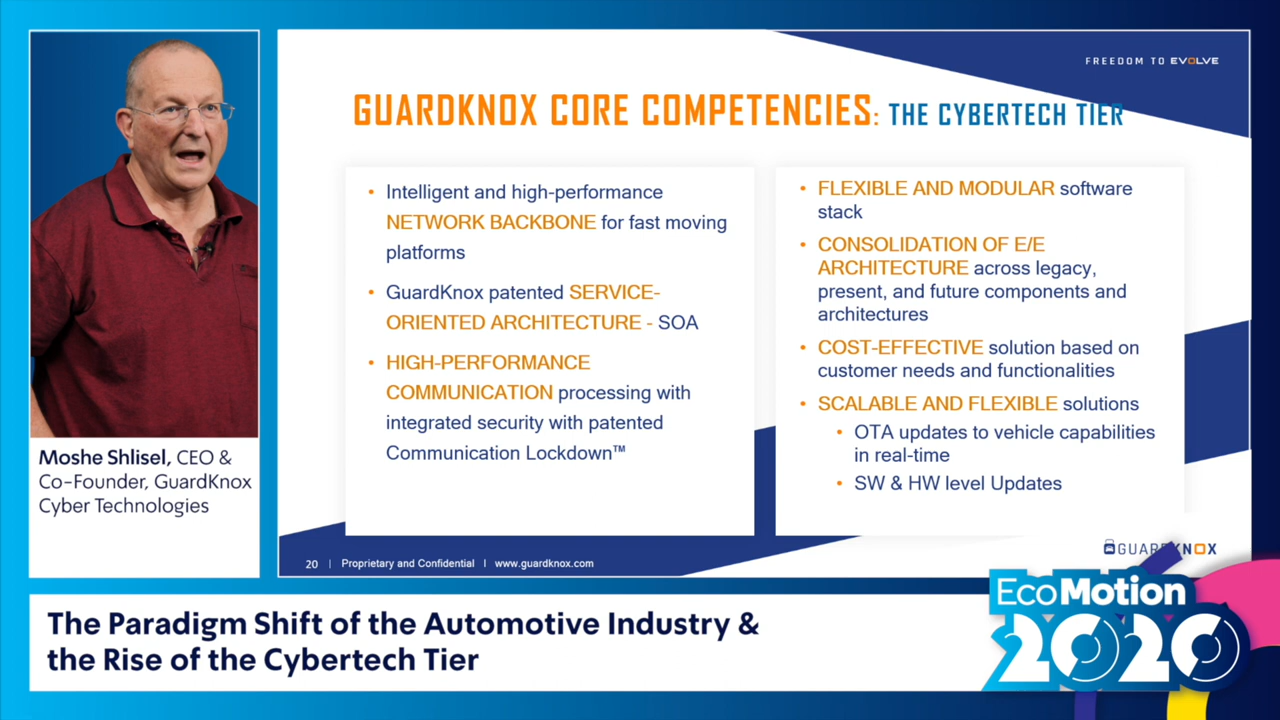 FREEDOM TO EVOLVE
GUARDKNOX CORE COMPETENCIES: THE CYBERTECH TIER
• Intelligent and high-performance
NETWORK BACKBONE for fast moving
platforms
• GuardKnox patented SERVICE-
ORIENTED ARCHITECTURE - SOA
• HIGH-PERFORMANCE
COMMUNICATION processing with
integrated security with patented
Communication Lockdown™
• FLEXIBLE AND MODULAR software
stack
• CONSOLIDATION OF E/E
ARCHITECTURE across legacy,
present, and future components and
architectures
• COST-EFFECTIVE solution based on
customer needs and functionalities
• SCALABLE AND FLEXIBLE solutions
• OTA updates to vehicle capabilities
in real-time
• SW & HW level Updates
20 | Proprietary and Confidential | www.guardknox.com
GUARDKNOX
Moshe Shlisel, CEO &
Co-Founder, GuardKnox
Cyber Technologies
The Paradigm Shift of the Automotive Industry &
the Rise of the Cybertech Tier
EcoMotion
2020